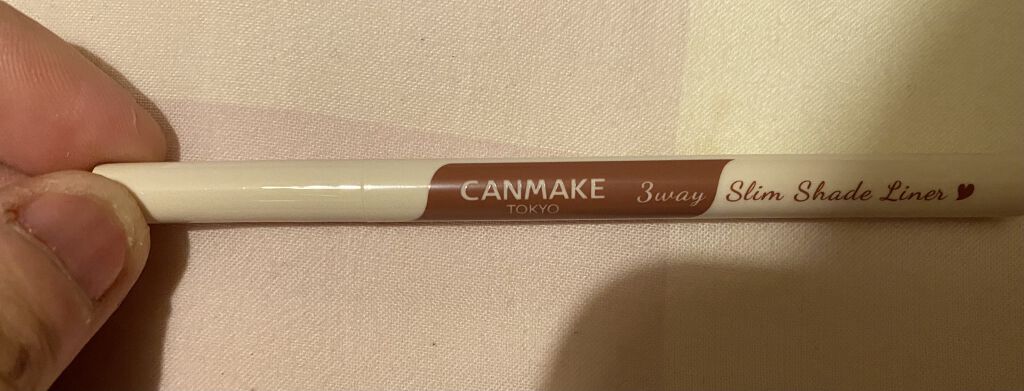 CANMAKE
TOKYO
3way Slim Shade Liner